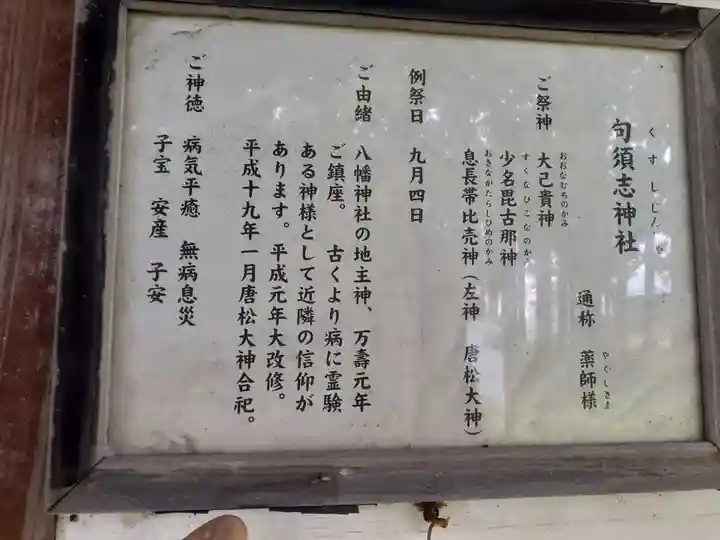 くすしじんじゃ
句須志神社
通称 薬師様
やくしさま
ご祭神 大己貴神
おおなむちのかみ
少名毘古那神
すくなひこなのかみ
息長帯比売神(左神 唐松大神)
おきながたらしひめのかみ
例祭日 九月四日
ご由緒 八幡神社の地主神、万壽元年
ご鎮座。 古くより病に霊験
ある神様として近隣の信仰が
あります。平成元年大改修。
平成十九年一月唐松大神合祀。
ご神徳 病気平癒 無病息災
子宝 安産 子安